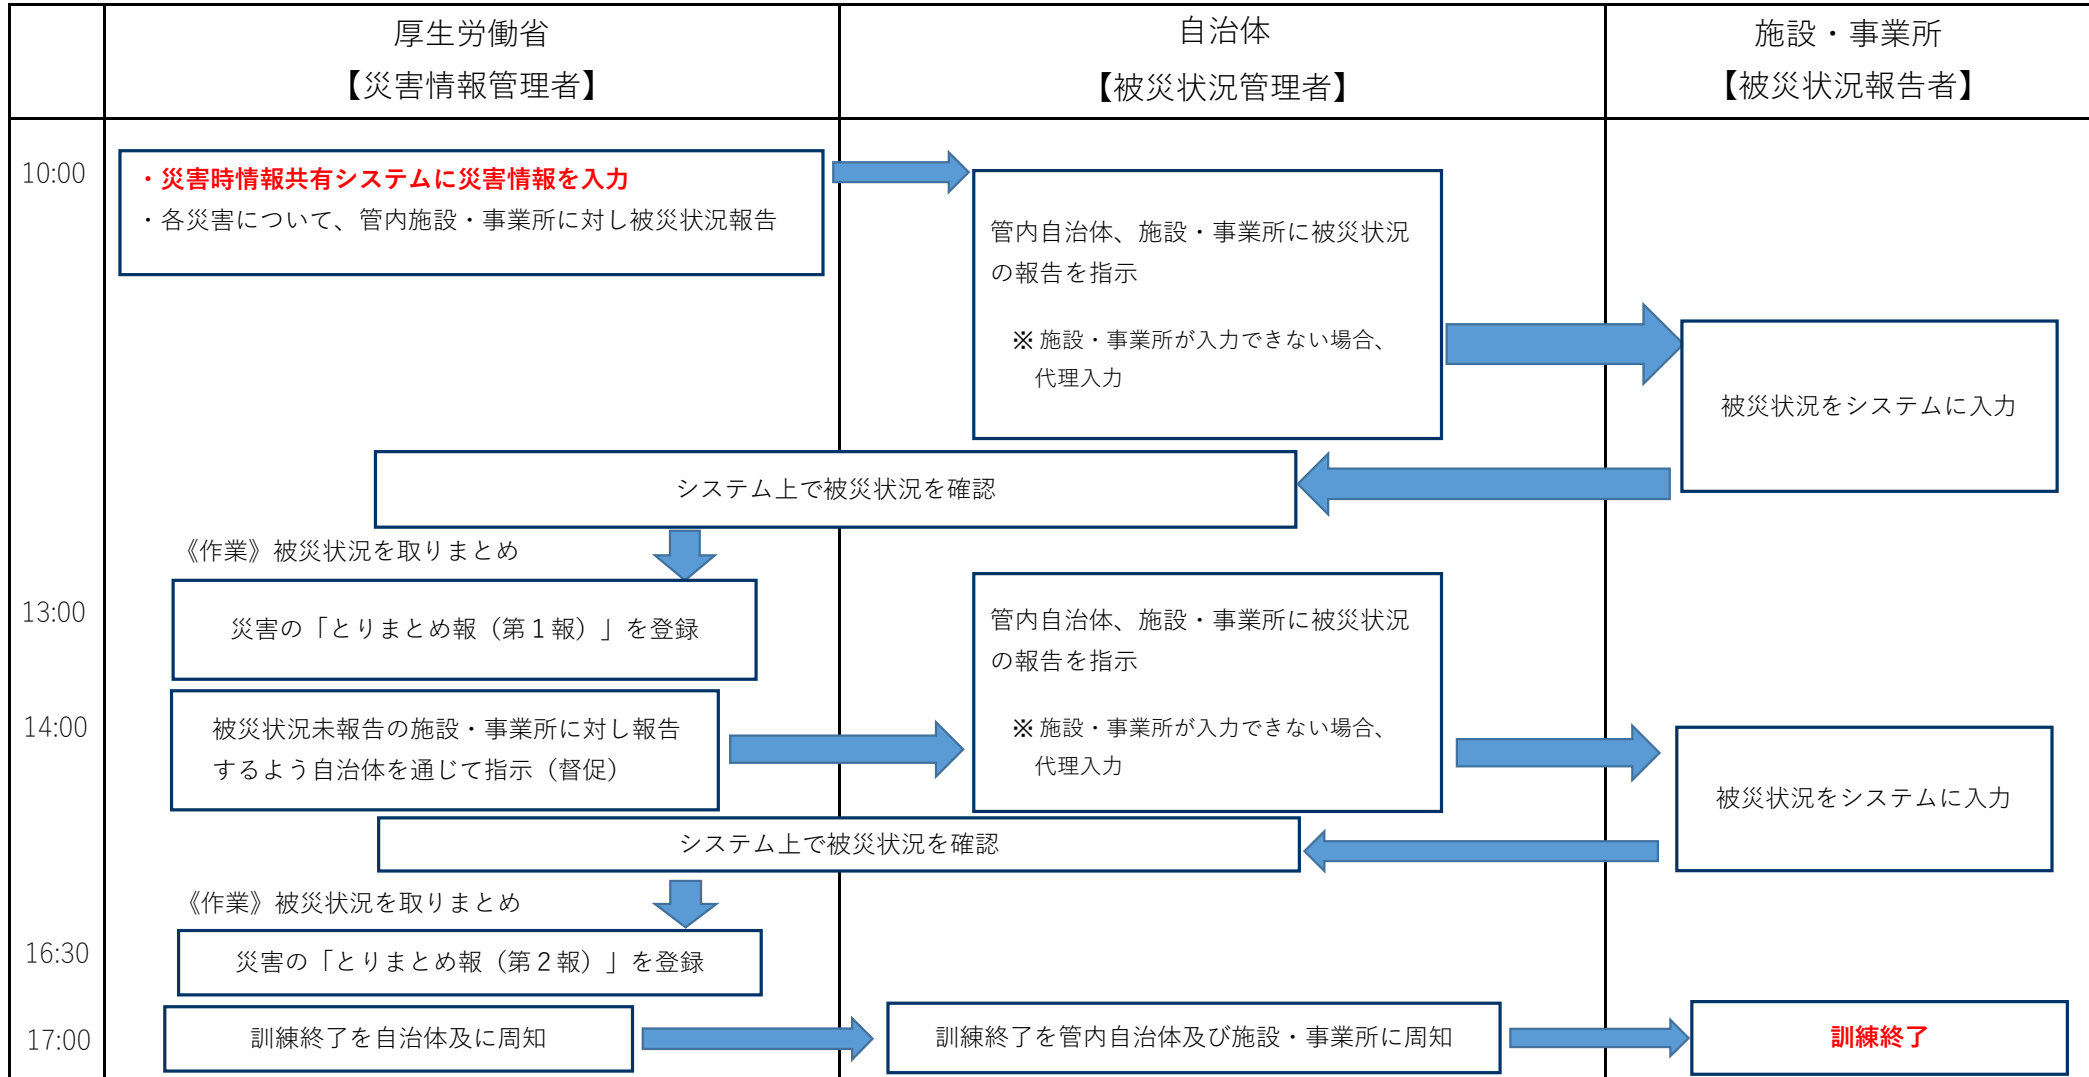 厚生労働省
【災害情報管理者】
自治体
【被災状況管理者】
施設・事業所
【被災状況報告者】
10:00
・災害時情報共有システムに災害情報を入力
・各災害について、管内施設・事業所に対し被災状況報告
管内自治体、施設・事業所に被災状況
の報告を指示
※ 施設・事業所が入力できない場合、
代理入力
被災状況をシステムに入力
システム上で被災状況を確認
《作業》被災状況を取りまとめ
13:00
災害の「とりまとめ報（第１報）」を登録
管内自治体、施設・事業所に被災状況
の報告を指示
※ 施設・事業所が入力できない場合、
代理入力
14:00
被災状況未報告の施設・事業所に対し報告
するよう自治体を通じて指示（督促）
被災状況をシステムに入力
システム上で被災状況を確認
《作業》被災状況を取りまとめ
16:30
災害の「とりまとめ報（第２報）」を登録
17:00
訓練終了を自治体及に周知
訓練終了を管内自治体及び施設・事業所に周知
訓練終了